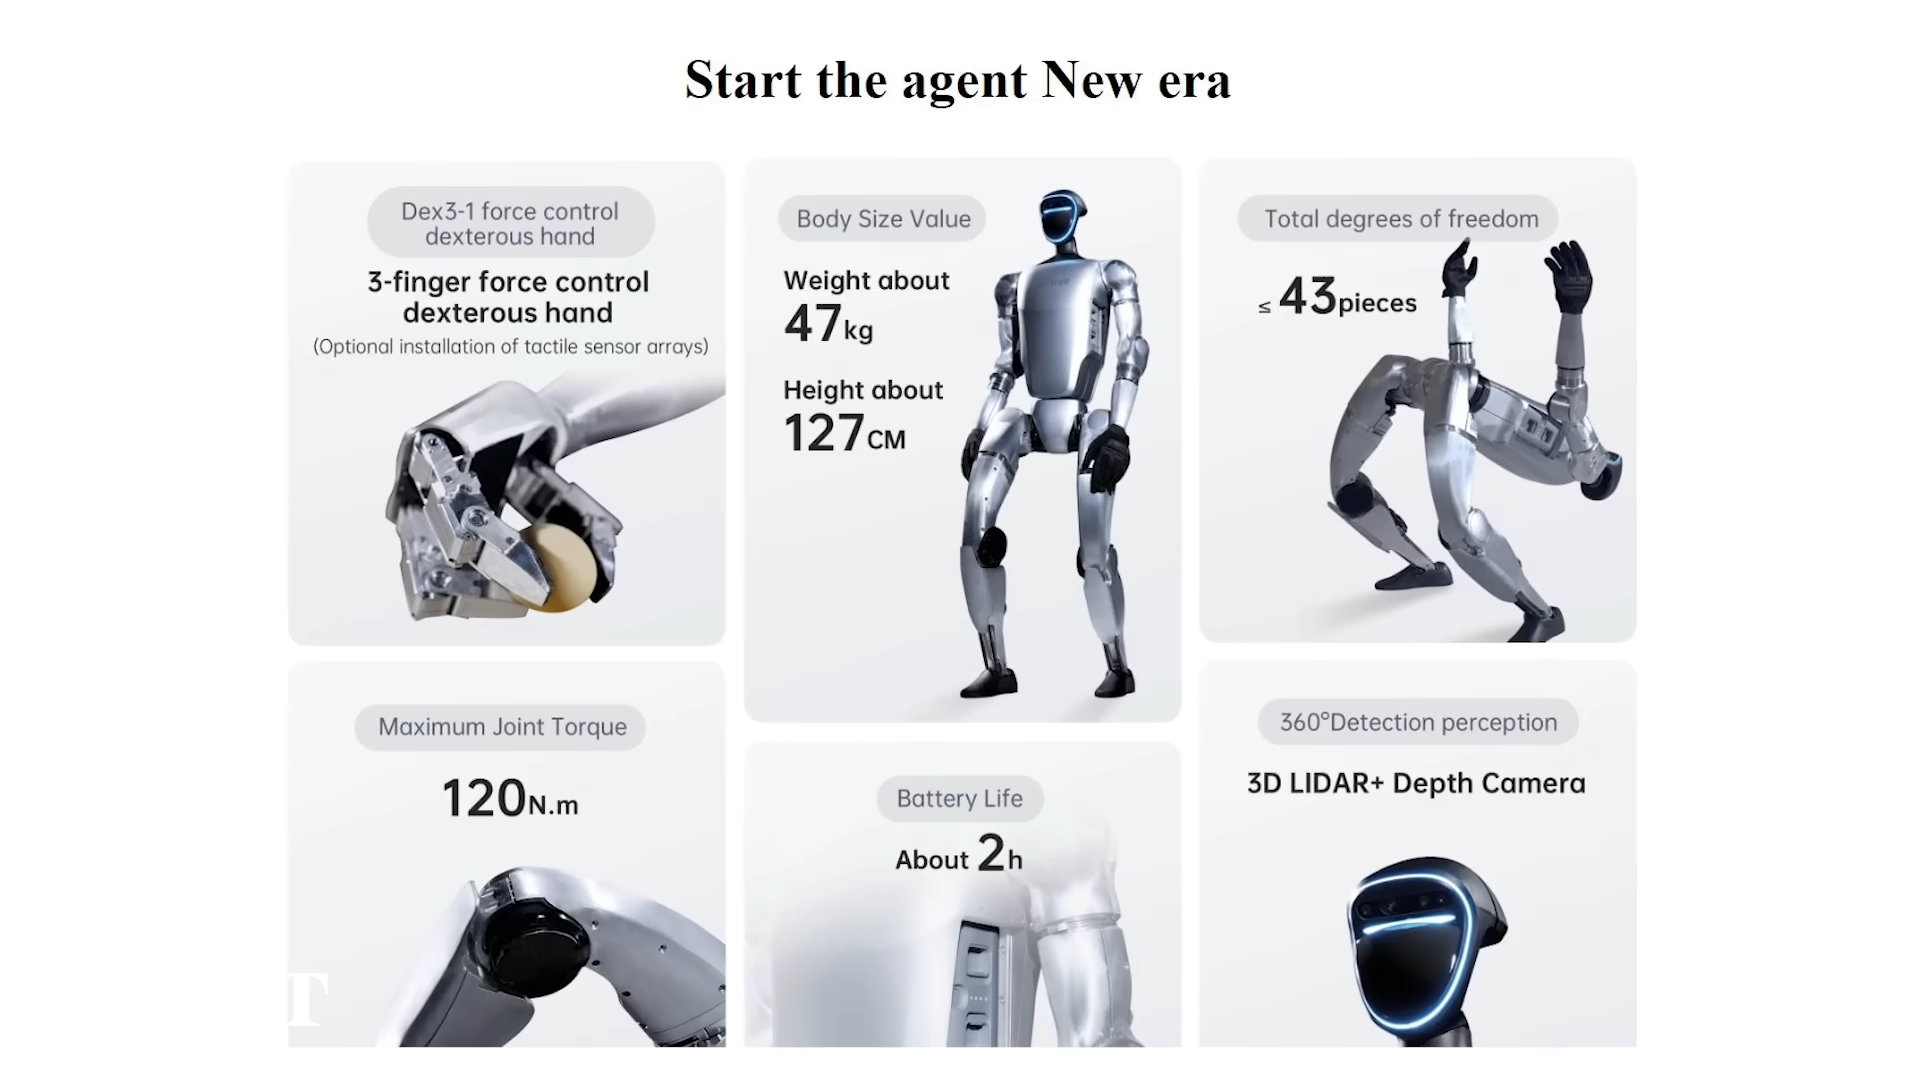 Start the agent New era
Dex3-1 force control
dexterous hand
3-finger force control
dexterous hand
(Optional installation of tactile sensor arrays)
Body Size Value
Weight about
47kg
Height about
127CM
Total degrees of freedom
≤ 43pieces
Maximum Joint Torque
120N.m
Battery Life
About 2h
360°Detection perception
3D LIDAR+ Depth Camera
T